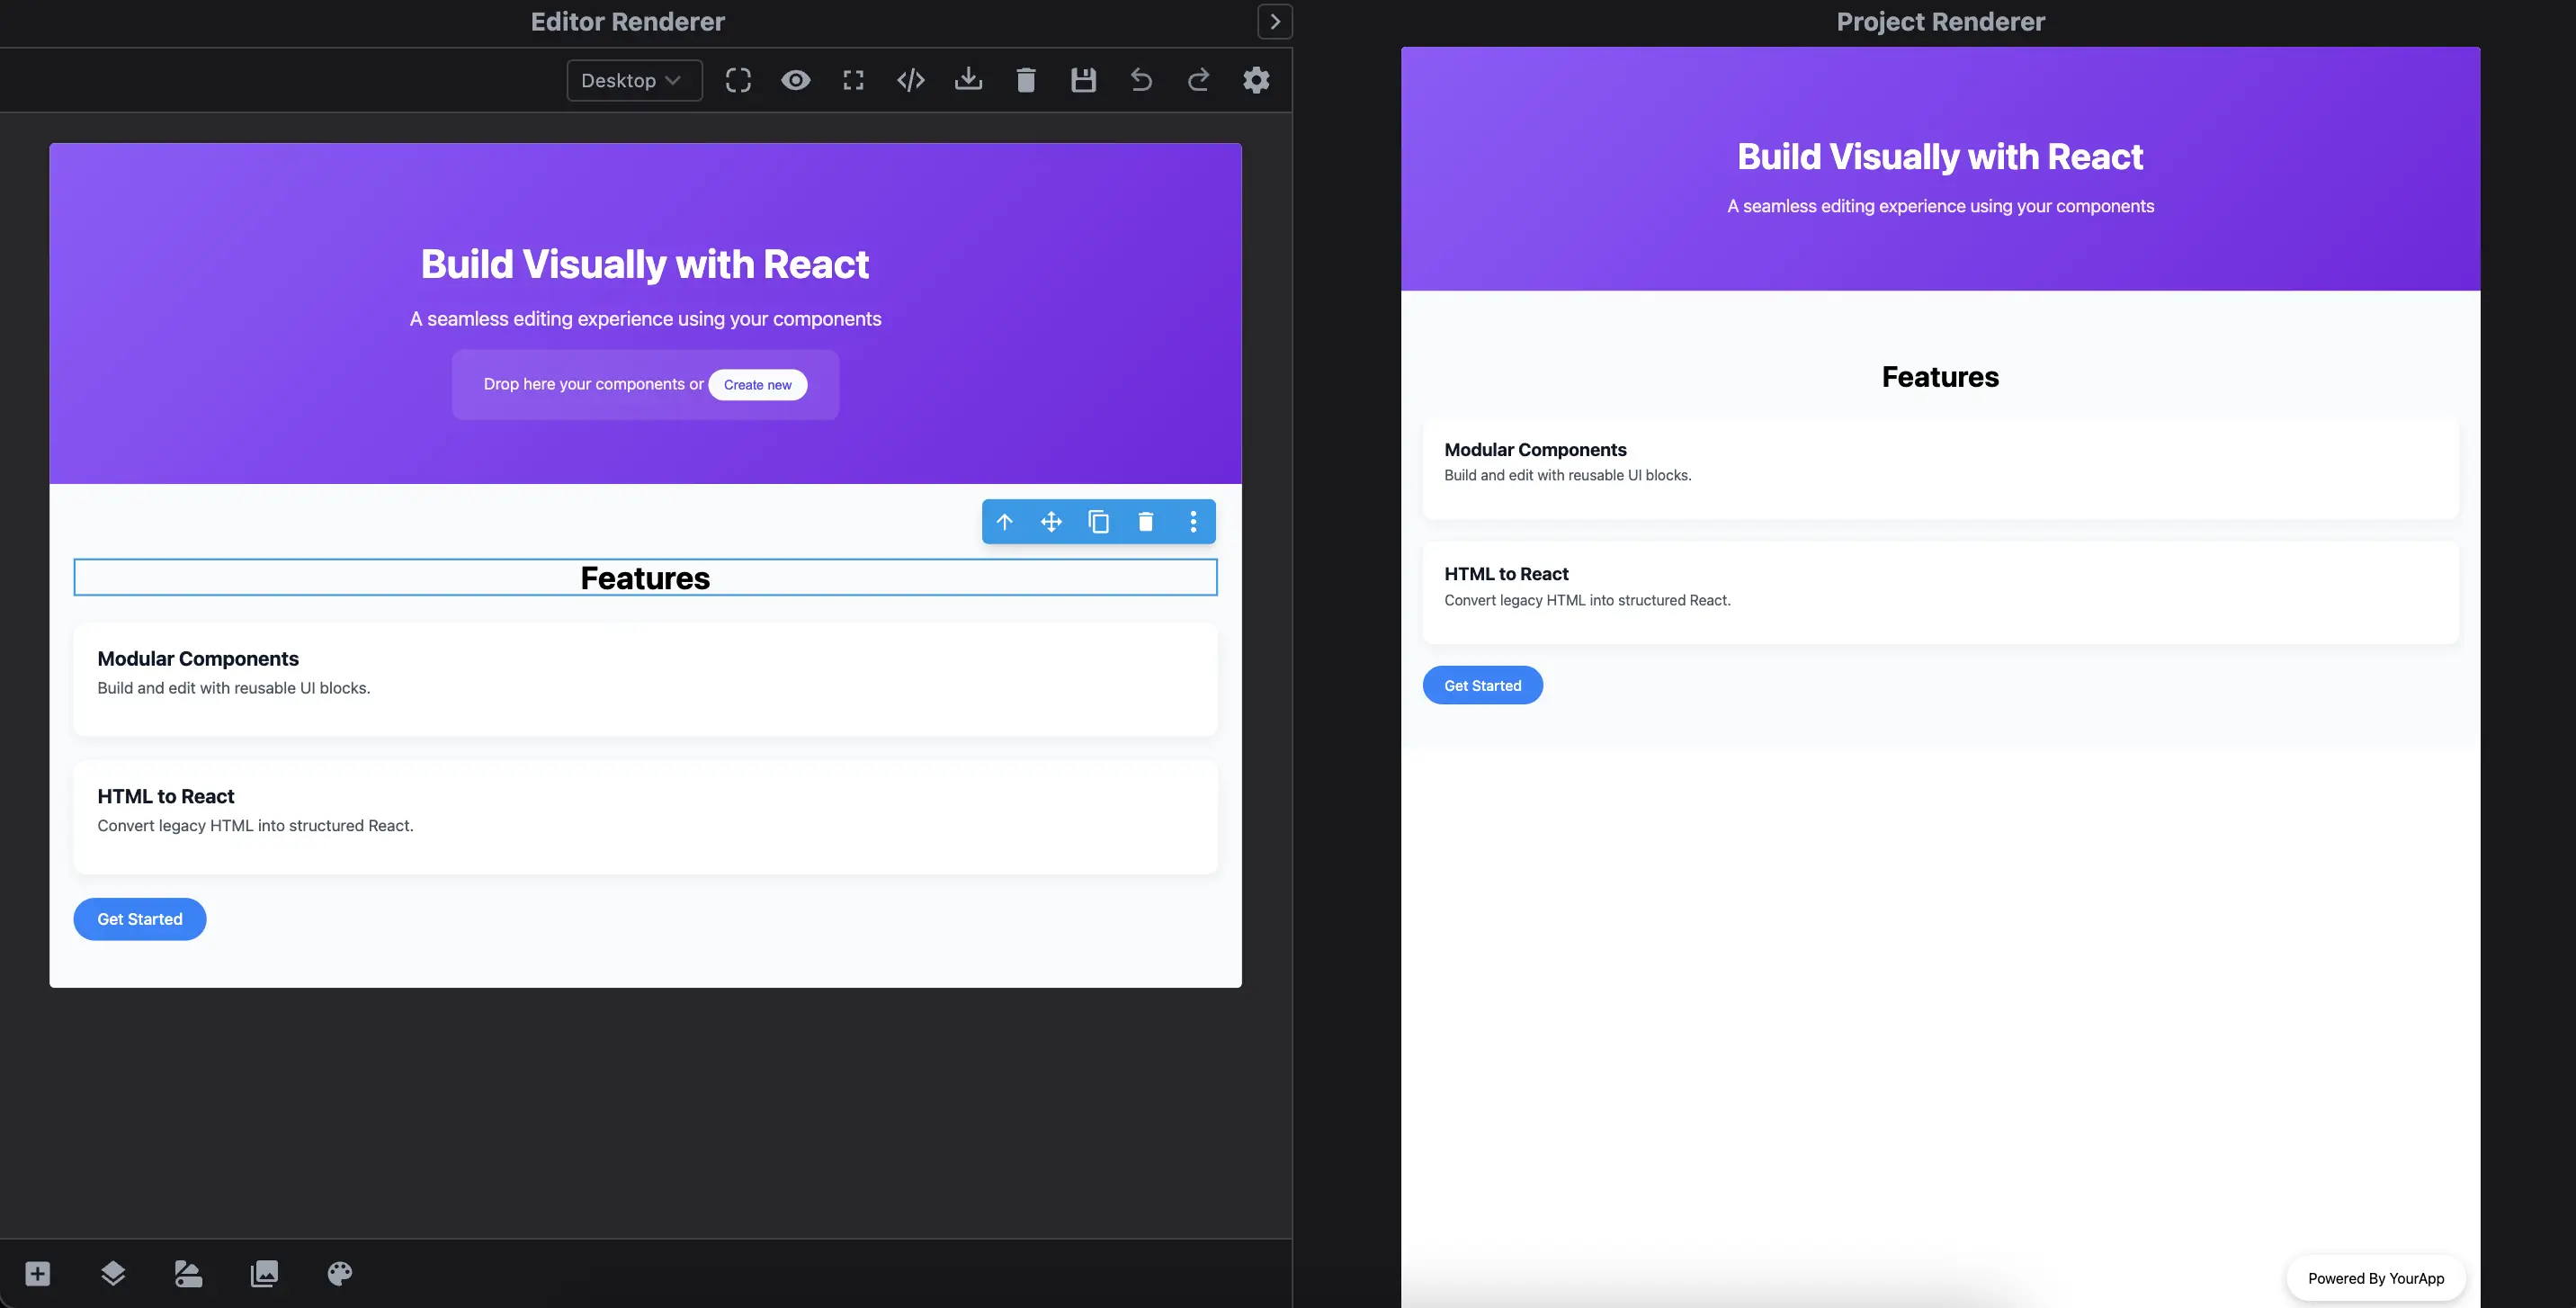 Editor Renderer
Desktop
Build Visually with React
A seamless editing experience using your components
Drop here your components or Create new
Features
Modular Components
Build and edit with reusable UI blocks.
HTML to React
Convert legacy HTML into structured React.
Get Started
Project Renderer
Build Visually with React
A seamless editing experience using your components
Features
Modular Components
Build and edit with reusable UI blocks.
HTML to React
Convert legacy HTML into structured React.
Get Started
Powered By YourApp